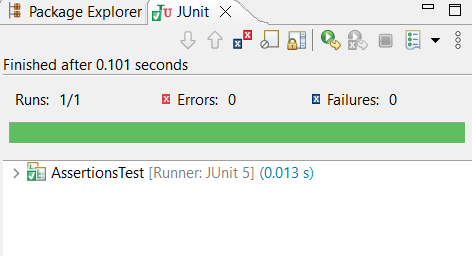 Package Explorer JUnit
Finished after 0.101 seconds
Runs: 1/1 Errors: 0 Failures: 0
AssertionsTest [Runner: JUnit 5] (0.013 s)